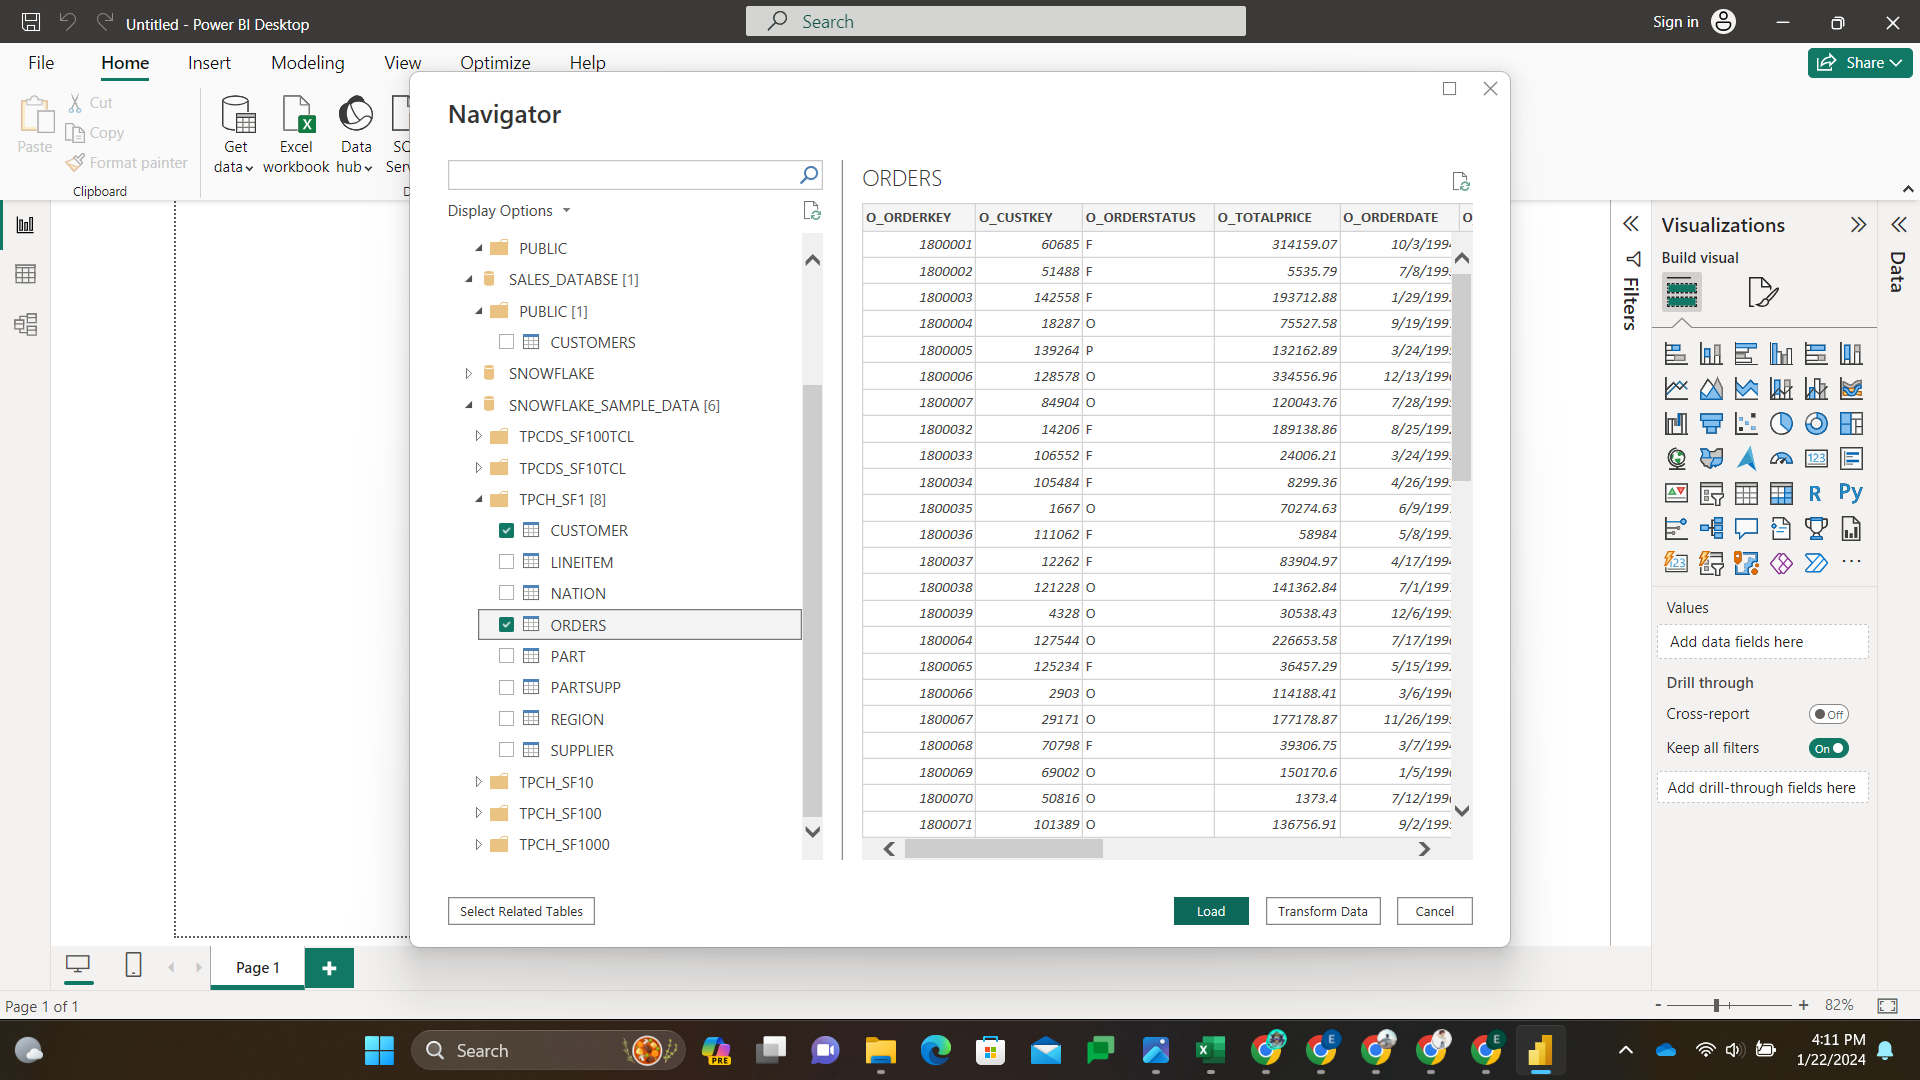 Untitled - Power BI Desktop
Search
Sign in
File
Home
Insert
Modeling
View
Optimize
Help
Share
Paste
Cut
Copy
Format painter
Clipboard
Get data
Excel workbook
Data hub
Navigator
Display Options
PUBLIC
SALES_DATABSE [1]
PUBLIC [1]
CUSTOMERS
SNOWFLAKE
SNOWFLAKE_SAMPLE_DATA [6]
TPCDS_SF100TCL
TPCDS_SF10TCL
TPCH_SF1 [8]
CUSTOMER
LINEITEM
NATION
ORDERS
PART
PARTSUPP
REGION
SUPPLIER
TPCH_SF10
TPCH_SF100
TPCH_SF1000
Select Related Tables
ORDERS
O_ORDERKEY O_CUSTKEY O_ORDERSTATUS O_TOTALPRICE O_ORDERDATE O
1800001 60685 F 314159.07 10/3/199
1800002 51488 F 5535.79 7/8/199
1800003 142558 F 193712.88 1/29/199
1800004 18287 O 75527.58 9/19/199
1800005 139264 P 132162.89 3/24/199
1800006 128578 O 334556.96 12/13/199
1800007 84904 O 120043.76 7/28/199
1800032 14206 F 189138.86 8/25/199
1800033 106552 F 24006.21 3/24/199
1800034 105484 F 8299.36 4/26/199
1800035 1667 O 70274.63 6/9/199
1800036 111062 F 58984 5/8/199
1800037 12262 F 83904.97 4/17/199
1800038 121228 O 141362.84 7/1/199
1800039 4328 O 30538.43 12/6/199
1800064 127544 O 226653.58 7/17/199
1800065 125234 F 36457.29 5/15/199
1800066 2903 O 114188.41 3/6/199
1800067 29171 O 177178.87 11/26/199
1800068 70798 F 39306.75 3/7/199
1800069 69002 O 150170.6 1/5/199
1800070 50816 O 1373.4 7/12/199
1800071 101389 O 136756.91 9/2/199
Load
Transform Data
Cancel
Filters
Visualizations
Build visual
123
R
Py
123
Values
Add data fields here
Drill through
Cross-report
Off
Keep all filters
On
Add drill-through fields here
Data
Page 1
Page 1 of 1
- + 82%
Search
PRE
E
E
4:11 PM
1/22/2024